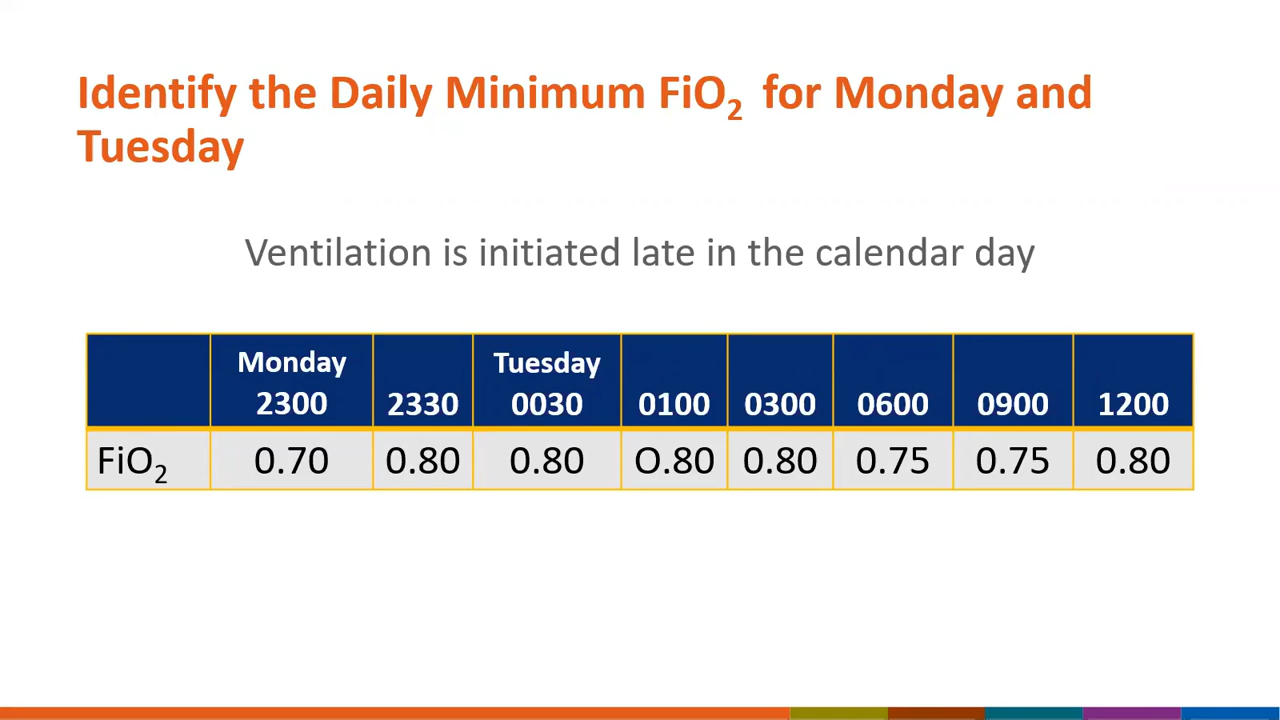 Identify the Daily Minimum FiO₂ for Monday and
Tuesday
Ventilation is initiated late in the calendar day
Monday 2300 2330 Tuesday 0030 0100 0300 0600 0900 1200
FiO₂ 0.70 0.80 0.80 O.80 0.80 0.75 0.75 0.80